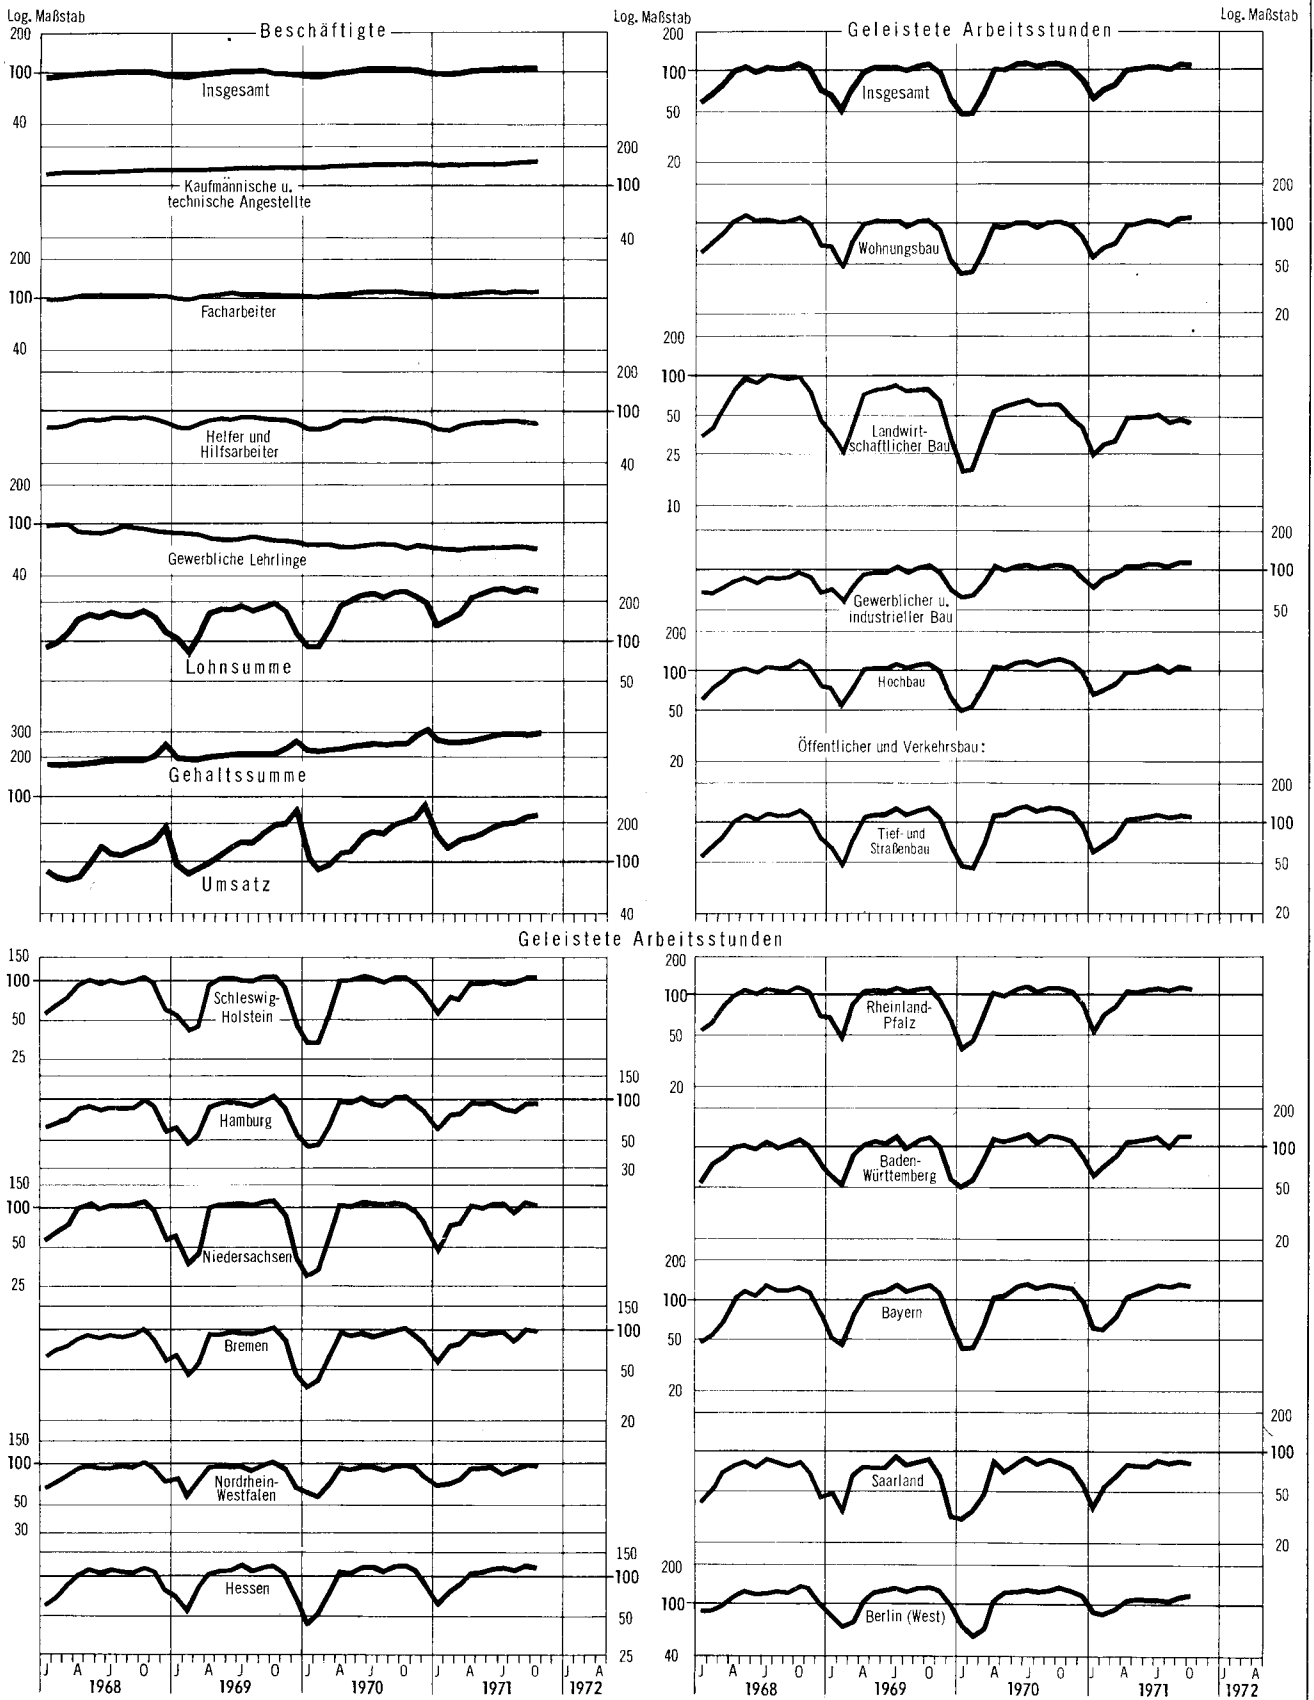 Log. Maßstab
Log. Maßstab
Log. Maßstab
Beschäftigte
200
100
Insgesamt
40
200
Kaufmännische u.
technische Angestellte
100
40
200
100
Facharbeiter
40
200
100
Helfer und
Hilfsarbeiter
40
200
100
Gewerbliche Lehrlinge
40
200
100
Lohnsumme
50
300
200
Gehaltssumme
100
200
100
Umsatz
40
Geleistete Arbeitsstunden
200
100
Insgesamt
50
20
200
100
Wohnungsbau
50
20
200
100
50
Landwirt-
schaftlicher Bau
25
10
200
100
Gewerblicher u.
industrieller Bau
50
200
100
Hochbau
50
Öffentlicher und Verkehrsbau:
20
200
100
Tief- und
Straßenbau
50
20
Geleistete Arbeitsstunden
150
100
Schleswig-
Holstein
50
25
150
100
Hamburg
50
30
150
100
50
Niedersachsen
25
150
100
Bremen
50
20
150
100
Nordrhein-
Westfalen
50
30
150
100
Hessen
50
25
J A J O J A J O J A J O J A J O J A
1968 1969 1970 1971 1972
200
100
Rheinland-
Pfalz
50
20
200
100
Baden-
Württemberg
50
20
200
100
Bayern
50
20
200
100
Saarland
50
20
200
100
Berlin (West)
40
J A J O J A J O J A J O J A J O J A
1968 1969 1970 1971 1972